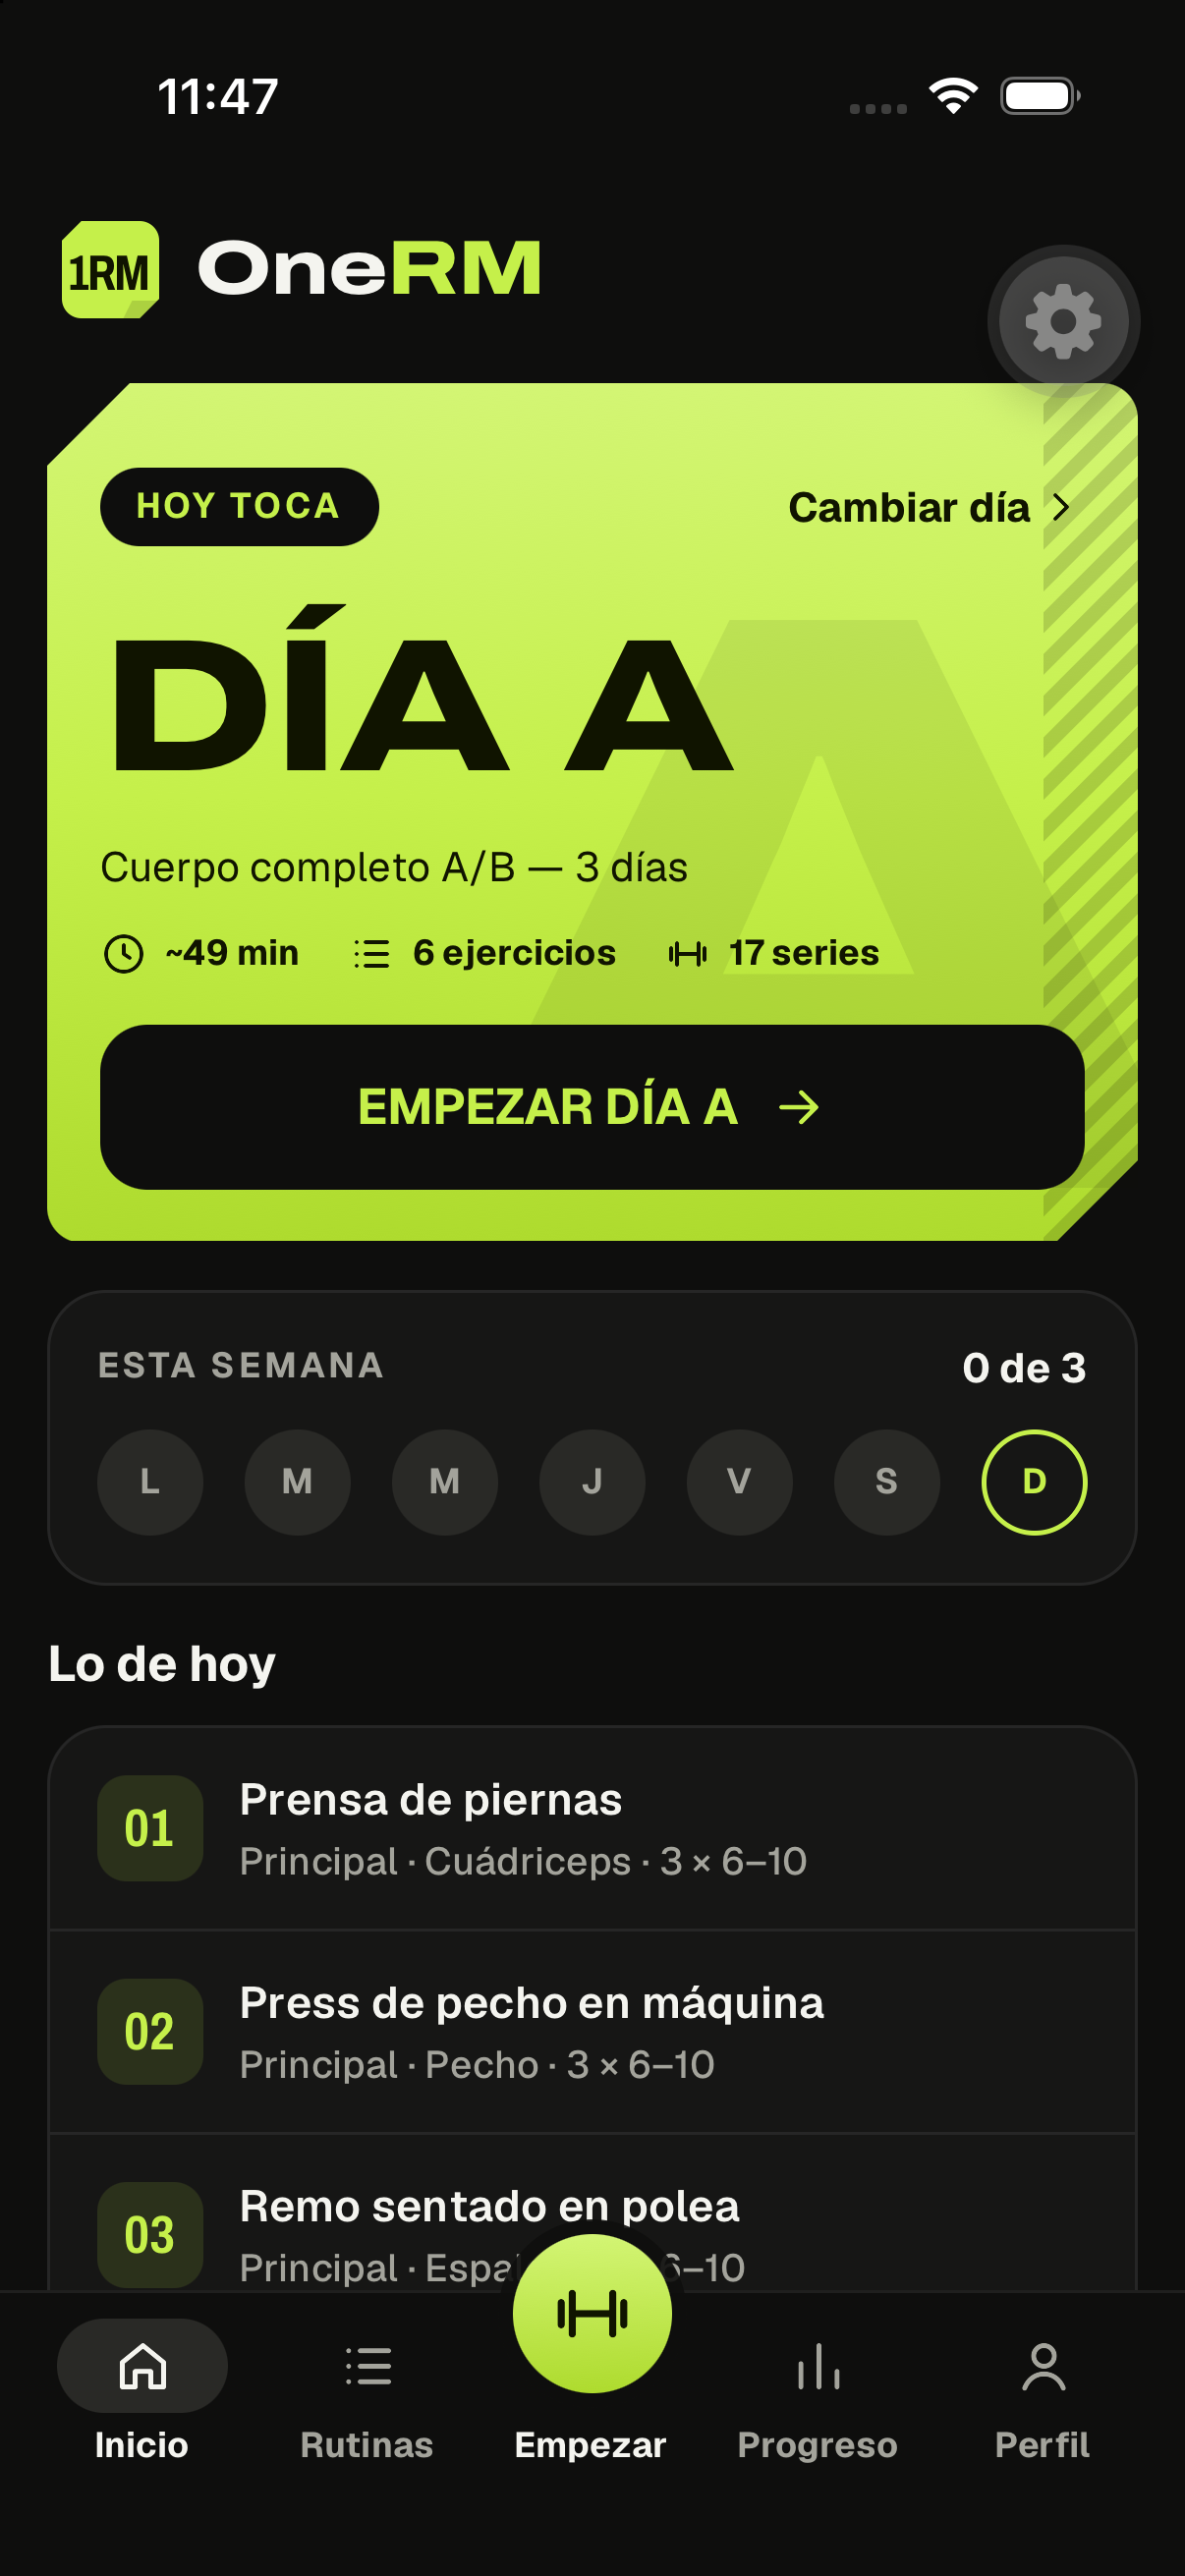 11:47
1RM OneRM
HOY TOCA
Cambiar día
DÍA A
Cuerpo completo A/B — 3 días
~49 min 6 ejercicios 17 series
EMPEZAR DÍA A
ESTA SEMANA 0 de 3
L M M J V S D
Lo de hoy
01 Prensa de piernas
Principal · Cuádriceps · 3 × 6–10
02 Press de pecho en máquina
Principal · Pecho · 3 × 6–10
03 Remo sentado en polea
Principal · 6–10
Inicio Rutinas Empezar Progreso Perfil